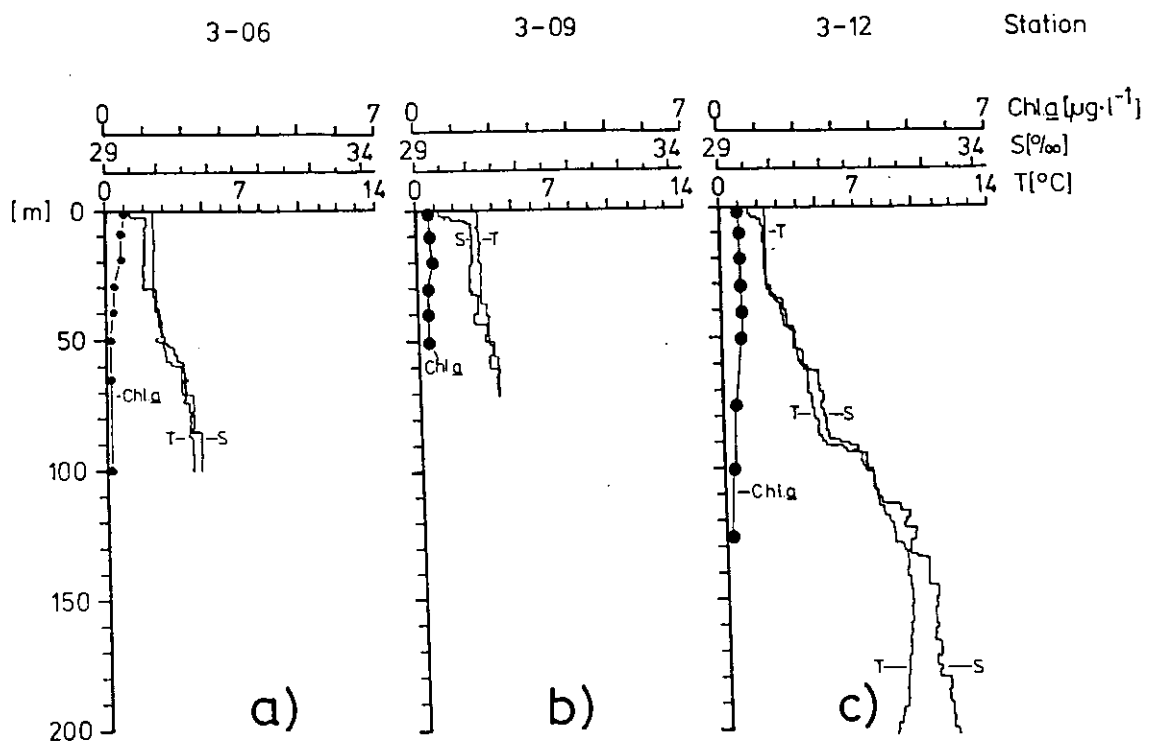 3-06 3-09 3-12 Station
0 7 0 7 0 7 Chl.a [µg·l⁻¹]
29 34 29 34 29 34 S[‰]
0 7 14 0 7 14 0 7 14 T[°C]
[m]
0
S T
T
50
Chl.a
Chl.a
T S
T S
100
Chl.a
150
T S
200
a) b) c)